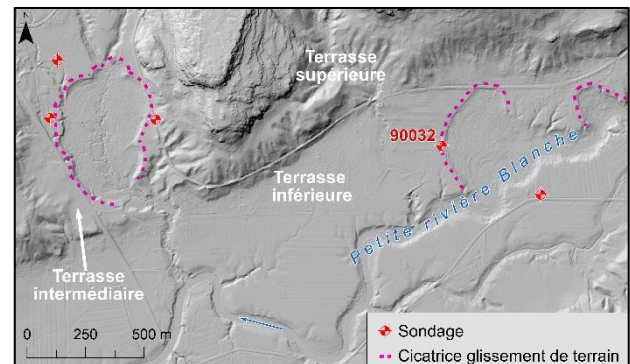 N
Terrasse
supérieure
90032
Terrasse
inférieure
Petite rivière Blanche
Terrasse
intermédiaire
0 250 500 m
Sondage
Cicatrice glissement de terrain